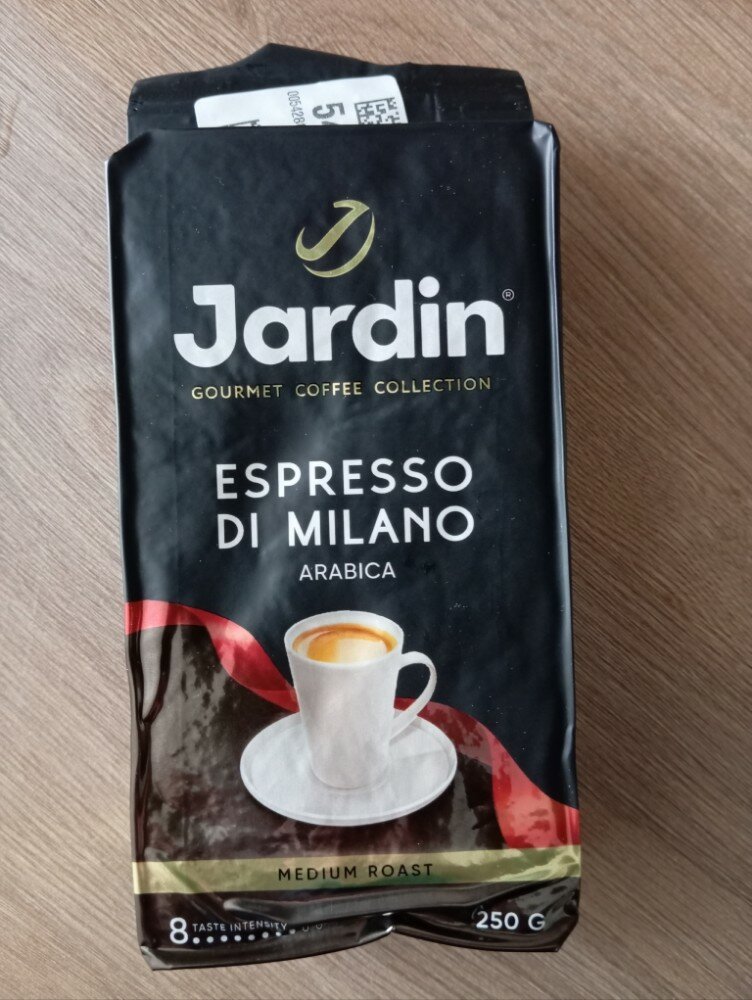 Jardin®
GOURMET COFFEE COLLECTION
ESPRESSO
DI MILANO
ARABICA
MEDIUM ROAST
8 TASTE INTENSITY
250 G